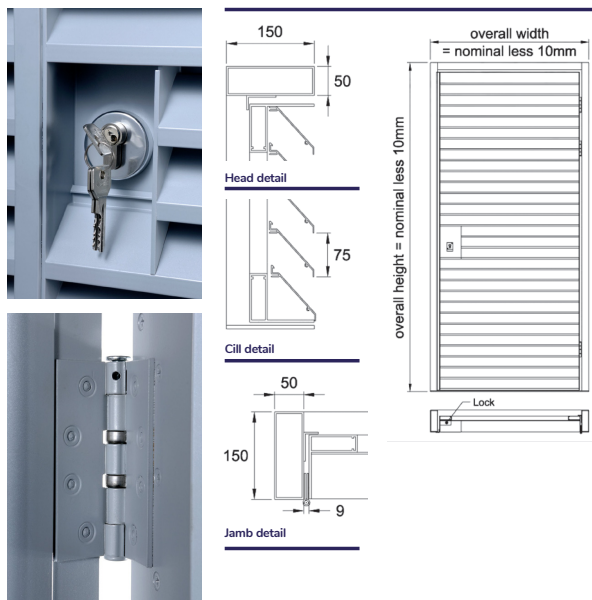 150
50
Head detail
75
Cill detail
50
150
9
Jamb detail
overall width
= nominal less 10mm
overall height = nominal less 10mm
Lock